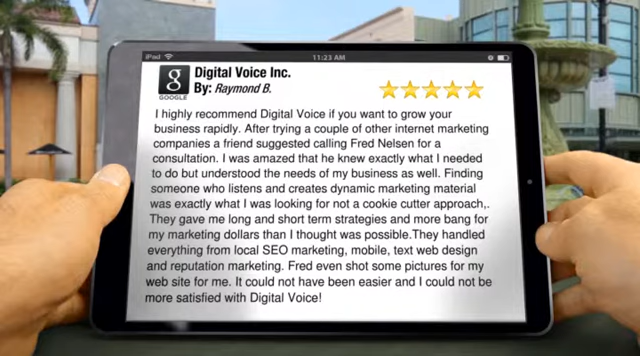 iPad
11:23 AM
g
GOOGLE
Digital Voice Inc.
By: Raymond B.
I highly recommend Digital Voice if you want to grow your
business rapidly. After trying a couple of other internet marketing
companies a friend suggested calling Fred Nelsen for a
consultation. I was amazed that he knew exactly what I needed
to do but understood the needs of my business as well. Finding
someone who listens and creates dynamic marketing material
was exactly what I was looking for not a cookie cutter approach,.
They gave me long and short term strategies and more bang for
my marketing dollars than I thought was possible.They handled
everything from local SEO marketing, mobile, text web design
and reputation marketing. Fred even shot some pictures for my
web site for me. It could not have been easier and I could not be
more satisfied with Digital Voice!